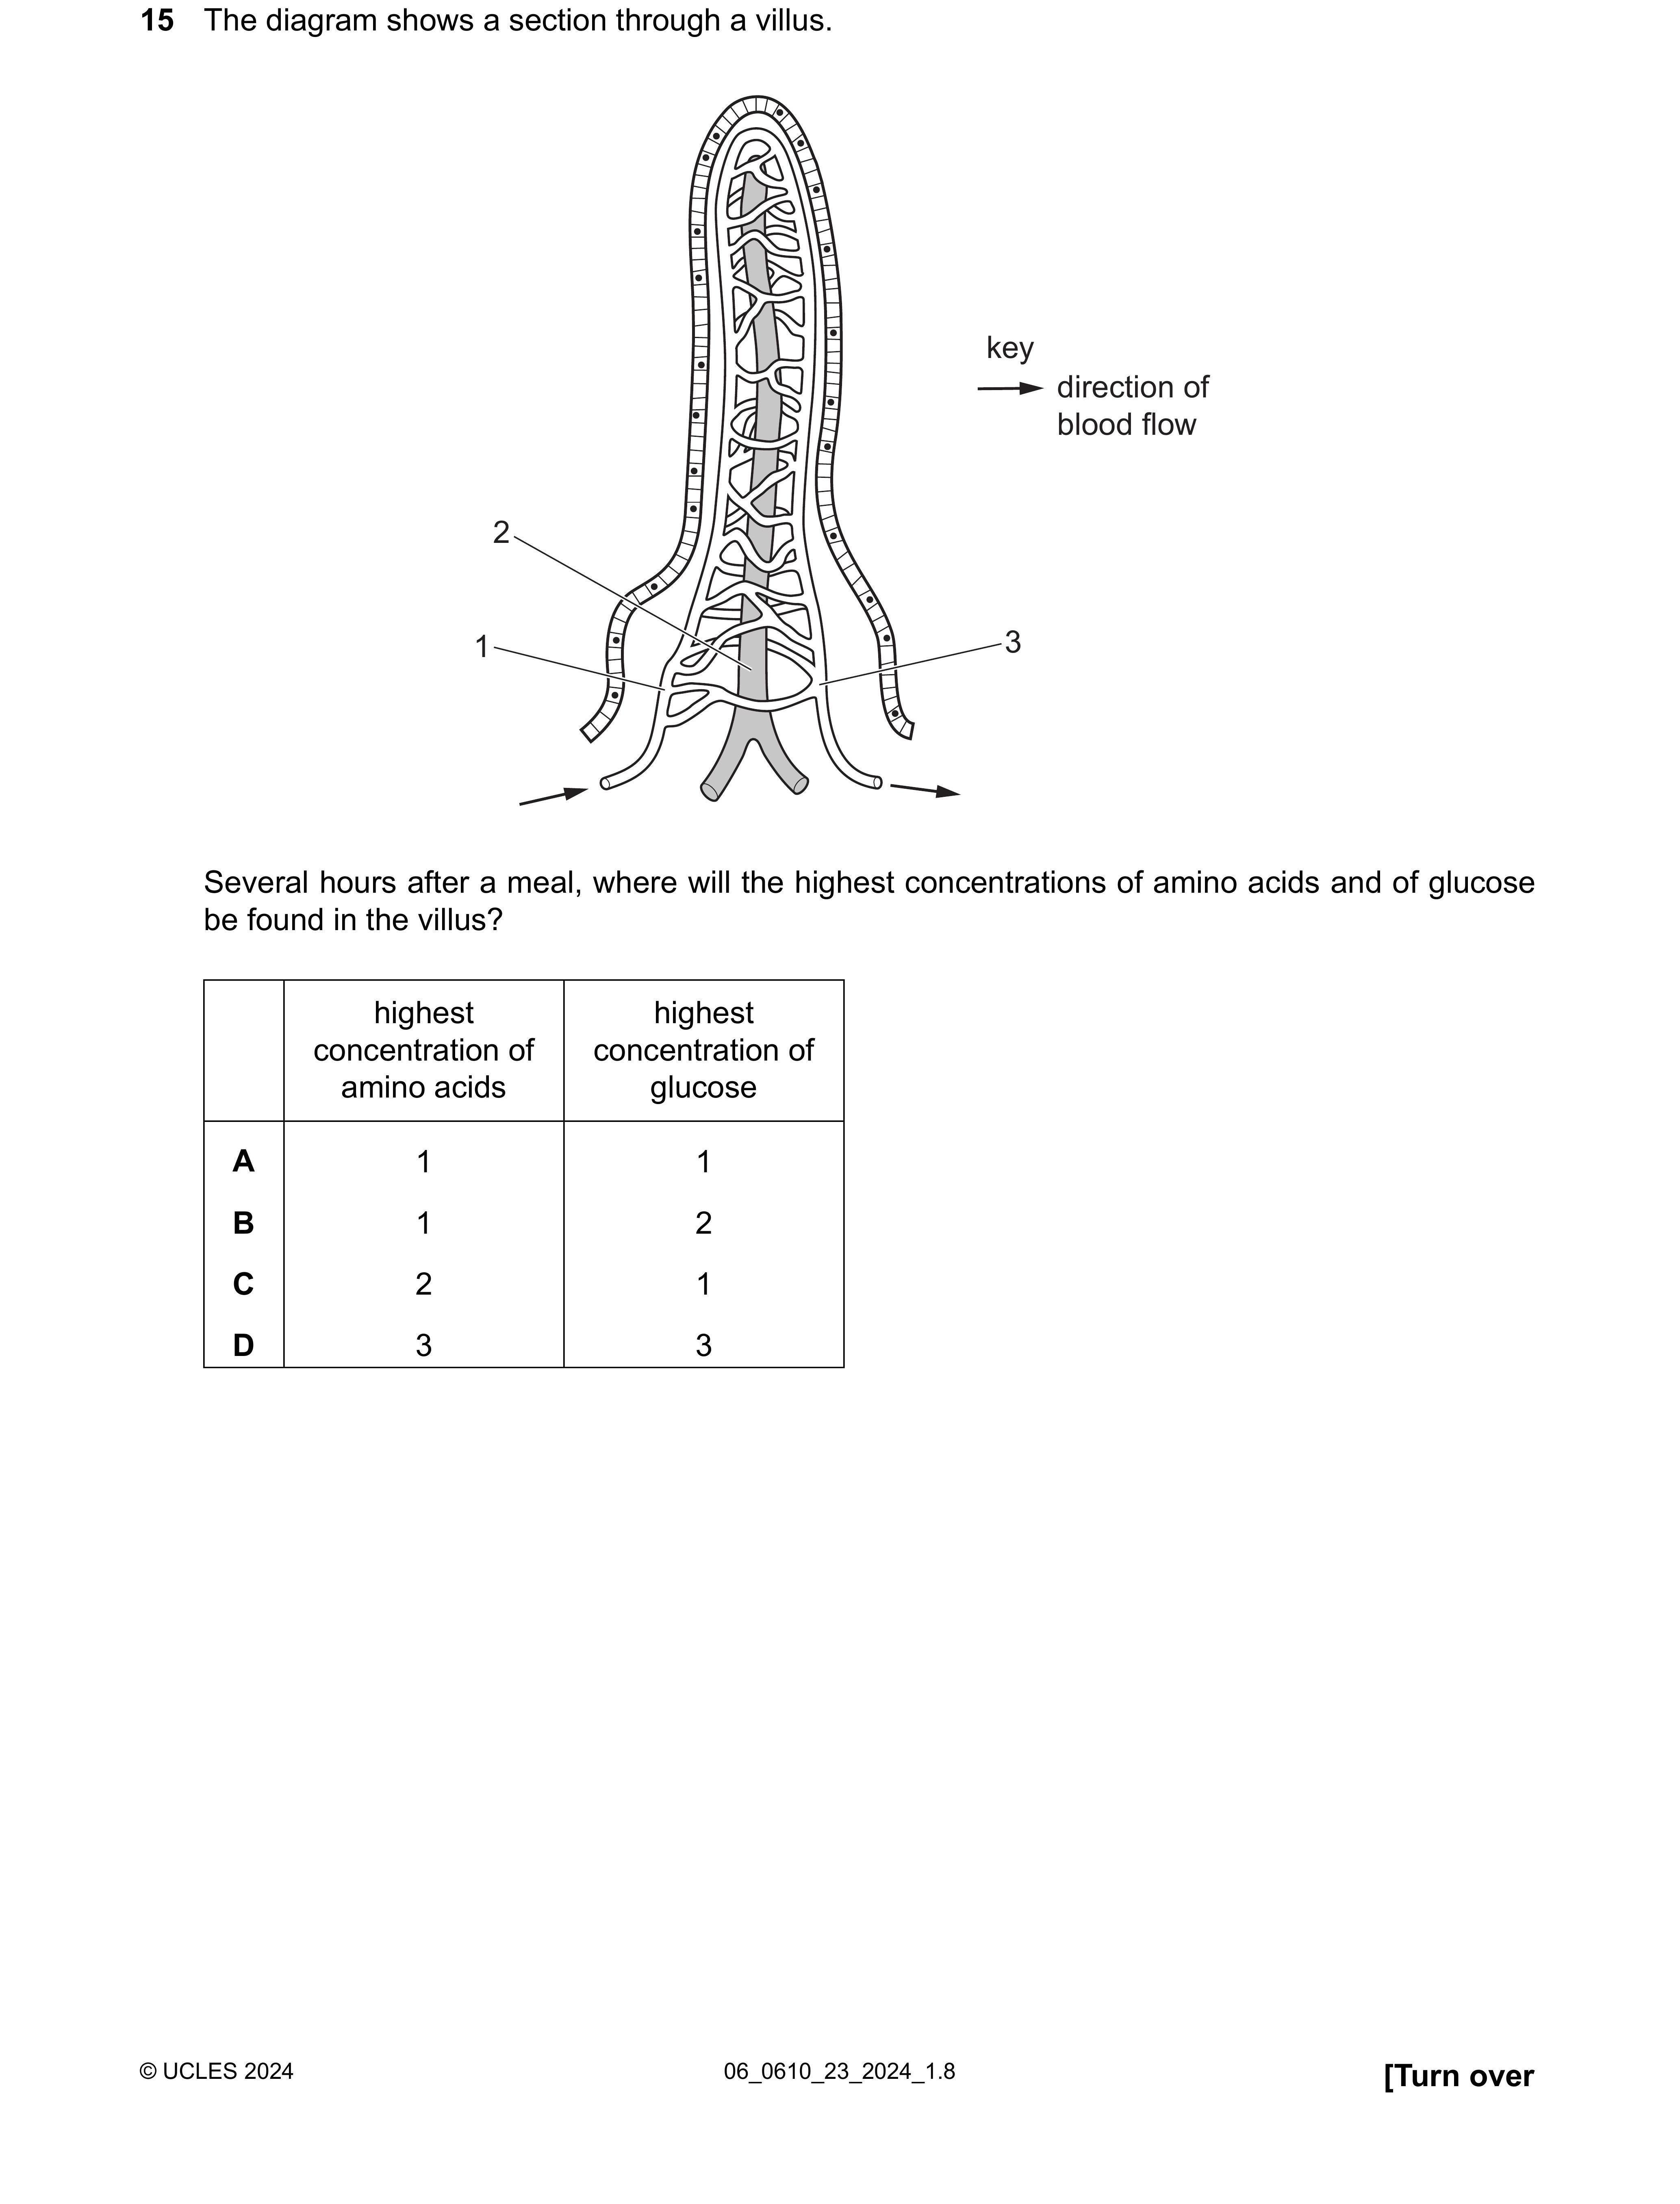 15 The diagram shows a section through a villus.
key
direction of
blood flow
2
1
3
Several hours after a meal, where will the highest concentrations of amino acids and of glucose
be found in the villus?
highest concentration of amino acids
highest concentration of glucose
A 1 1
B 1 2
C 2 1
D 3 3
© UCLES 2024 06_0610_23_2024_1.8 [Turn over